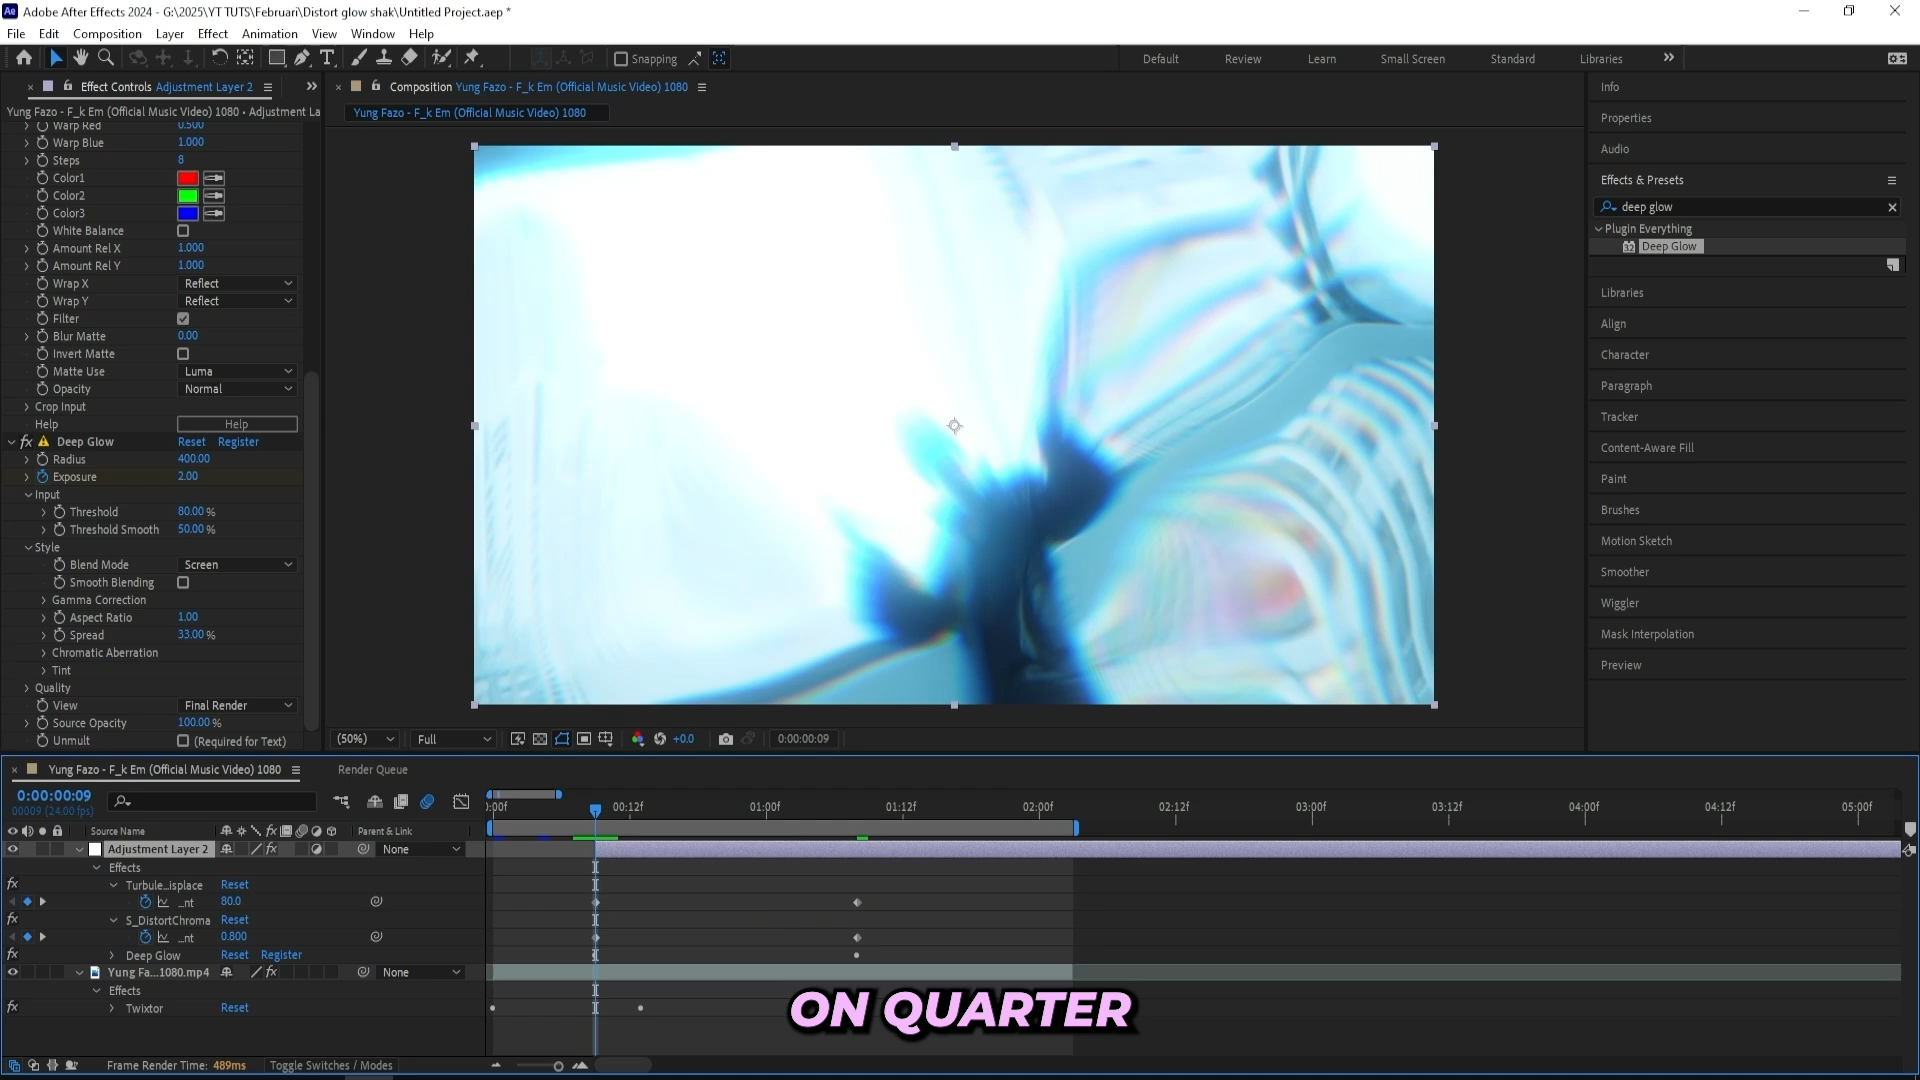 Adobe After Effects 2024 - G:\2025\YT TUTS\Februari\Distort glow shak\Untitled Project.aep *
File Edit Composition Layer Effect Animation View Window Help
Snapping Default Review Learn Small Screen Standard Libraries
Effect Controls Adjustment Layer 2
Composition Yung Fazo - F_k Em (Official Music Video) 1080
Yung Fazo - F_k Em (Official Music Video) 1080 • Adjustment La
Yung Fazo - F_k Em (Official Music Video) 1080
Warp Red 0.500
Warp Blue 1.000
Steps 8
Color1
Color2
Color3
White Balance
Amount Rel X 1.000
Amount Rel Y 1.000
Wrap X Reflect
Wrap Y Reflect
Filter
Blur Matte 0.00
Invert Matte
Matte Use Luma
Opacity Normal
Crop Input
Help Help
fx Deep Glow Reset Register
Radius 400.00
Exposure 2.00
Input
Threshold 80.00 %
Threshold Smooth 50.00 %
Style
Blend Mode Screen
Smooth Blending
Gamma Correction
Aspect Ratio 1.00
Spread 33.00 %
Chromatic Aberration
Tint
Quality
View Final Render
Source Opacity 100.00 %
Unmult (Required for Text)
(50%) Full +0.0 0:00:00:09
Info
Properties
Audio
Effects & Presets
deep glow
Plugin Everything
32 Deep Glow
Libraries
Align
Character
Paragraph
Tracker
Content-Aware Fill
Paint
Brushes
Motion Sketch
Smoother
Wiggler
Mask Interpolation
Preview
Yung Fazo - F_k Em (Official Music Video) 1080 Render Queue
0:00:00:09
00009 (24.00 fps)
:00f 00:12f 01:00f 01:12f 02:00f 02:12f 03:00f 03:12f 04:00f 04:12f 05:00f
Source Name Parent & Link
Adjustment Layer 2 None
Effects
fx Turbule...isplace Reset
..nt 80.0
fx S_DistortChroma Reset
..nt 0.800
fx Deep Glow Reset Register
Yung Fa...1080.mp4 None
Effects
fx Twixtor Reset
ON QUARTER
Frame Render Time: 489ms Toggle Switches / Modes